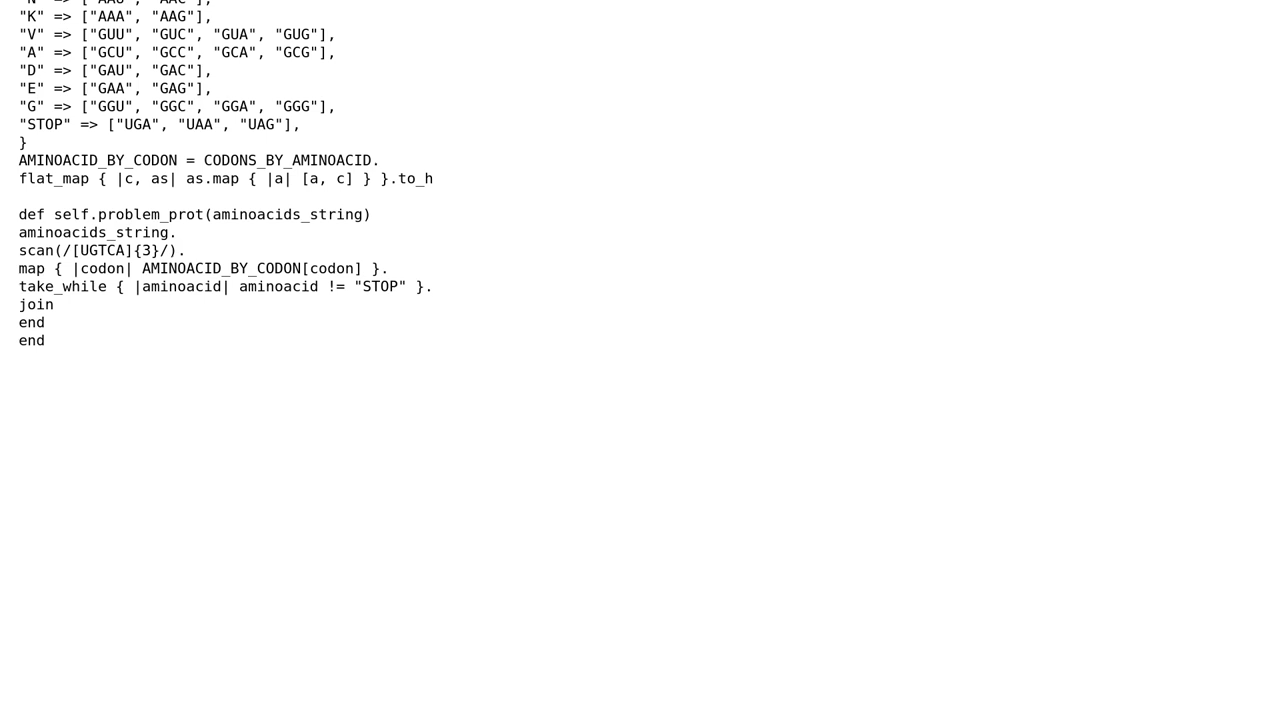 "N" => ["AAU", "AAC"],
"K" => ["AAA", "AAG"],
"V" => ["GUU", "GUC", "GUA", "GUG"],
"A" => ["GCU", "GCC", "GCA", "GCG"],
"D" => ["GAU", "GAC"],
"E" => ["GAA", "GAG"],
"G" => ["GGU", "GGC", "GGA", "GGG"],
"STOP" => ["UGA", "UAA", "UAG"],
}
AMINOACID_BY_CODON = CODONS_BY_AMINOACID.
flat_map { |c, as| as.map { |a| [a, c] } }.to_h
def self.problem_prot(aminoacids_string)
aminoacids_string.
scan(/[UGTCA]{3}/).
map { |codon| AMINOACID_BY_CODON[codon] }.
take_while { |aminoacid| aminoacid != "STOP" }.
join
end
end